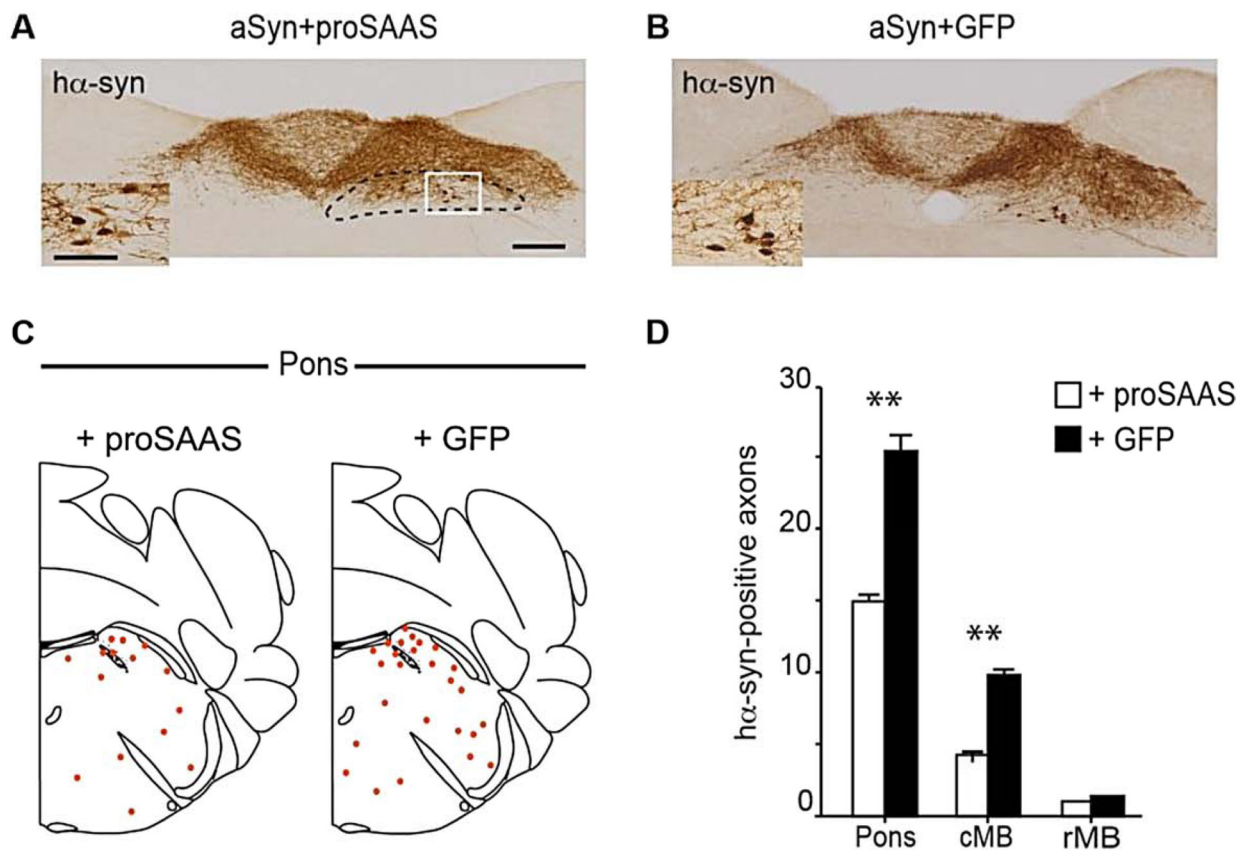 A
aSyn+proSAAS
hα-syn
B
aSyn+GFP
hα-syn
C
Pons
+ proSAAS
+ GFP
D
hα-syn-positive axons
30
20
10
0
**
**
+ proSAAS
+ GFP
Pons
cMB
rMB